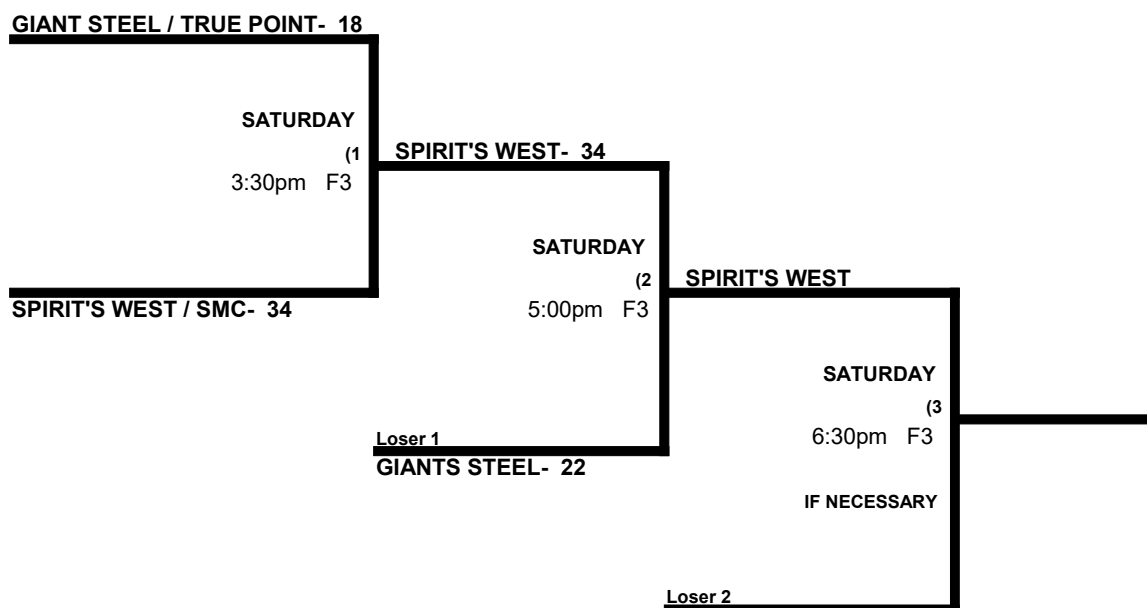 GIANT STEEL / TRUE POINT-  18
SATURDAY
(1
SPIRIT'S WEST-  34
3:30pm   F3
SATURDAY
(2
SPIRIT'S WEST
SPIRIT'S WEST / SMC-  34
5:00pm   F3
SATURDAY
(3
Loser 1
6:30pm   F3
GIANTS STEEL-  22
IF NECESSARY
Loser 2